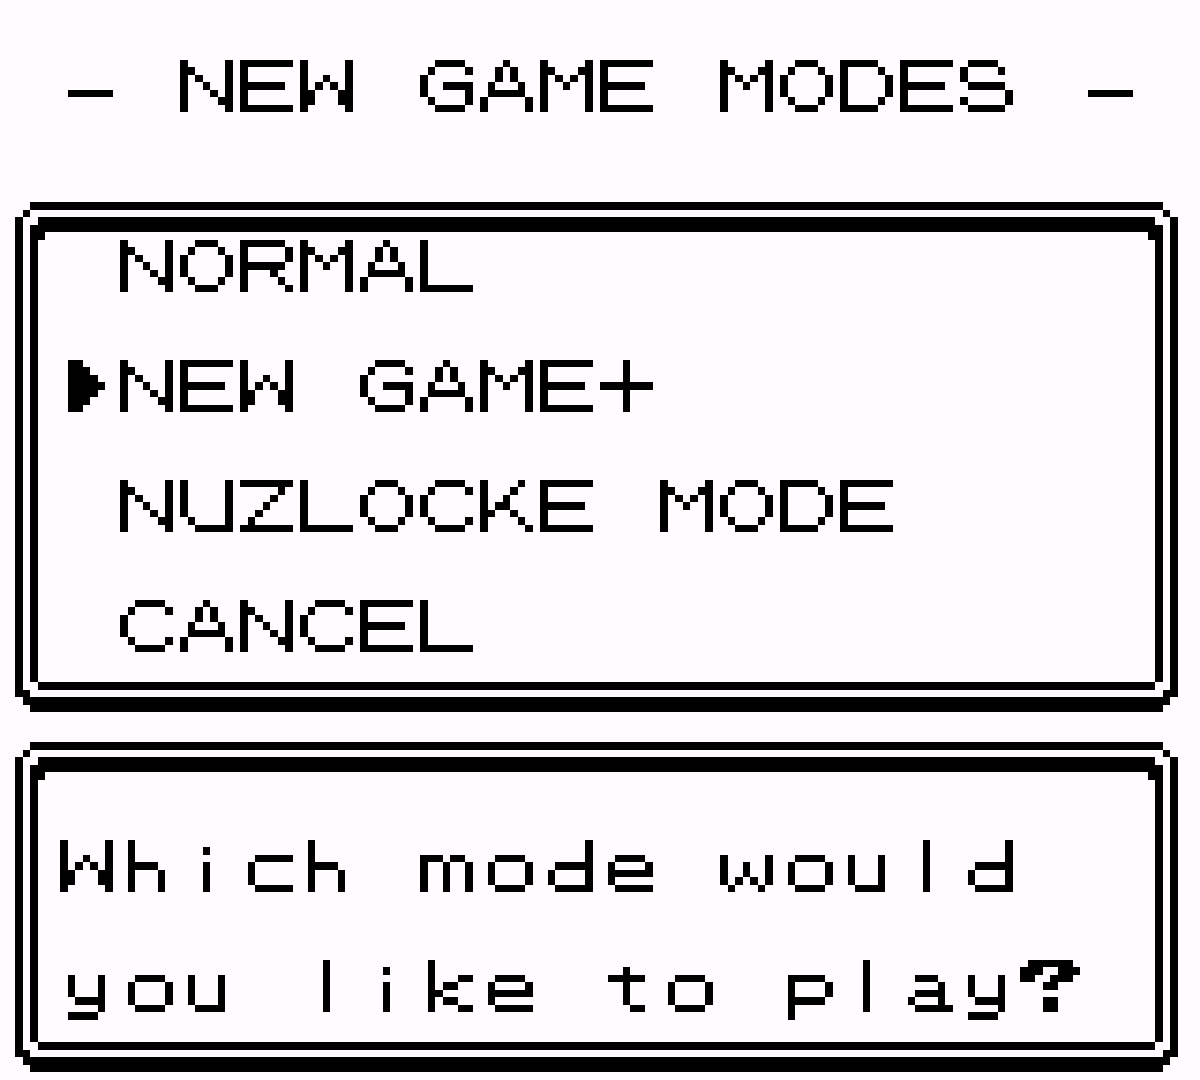 - NEW GAME MODES -
NORMAL
▶NEW GAME+
NUZLOCKE MODE
CANCEL
Which mode would
you like to play?